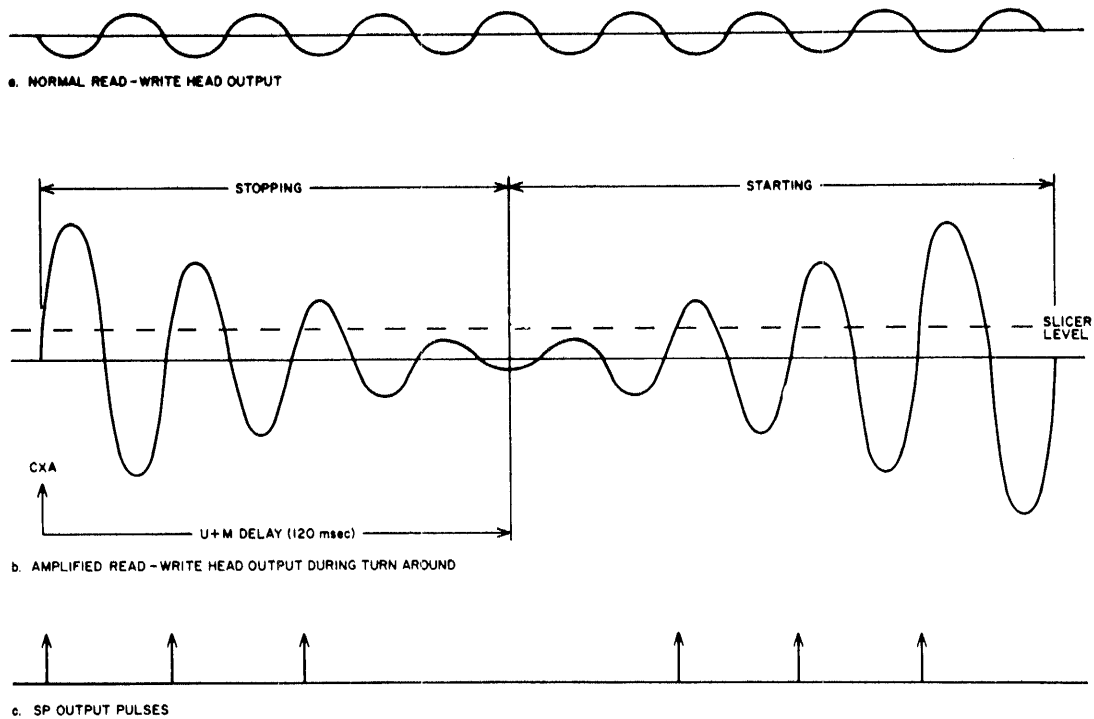 a. NORMAL READ-WRITE HEAD OUTPUT
STOPPING
STARTING
SLICER
LEVEL
CXA
U+M DELAY (120 msec)
b. AMPLIFIED READ-WRITE HEAD OUTPUT DURING TURN AROUND
c. SP OUTPUT PULSES